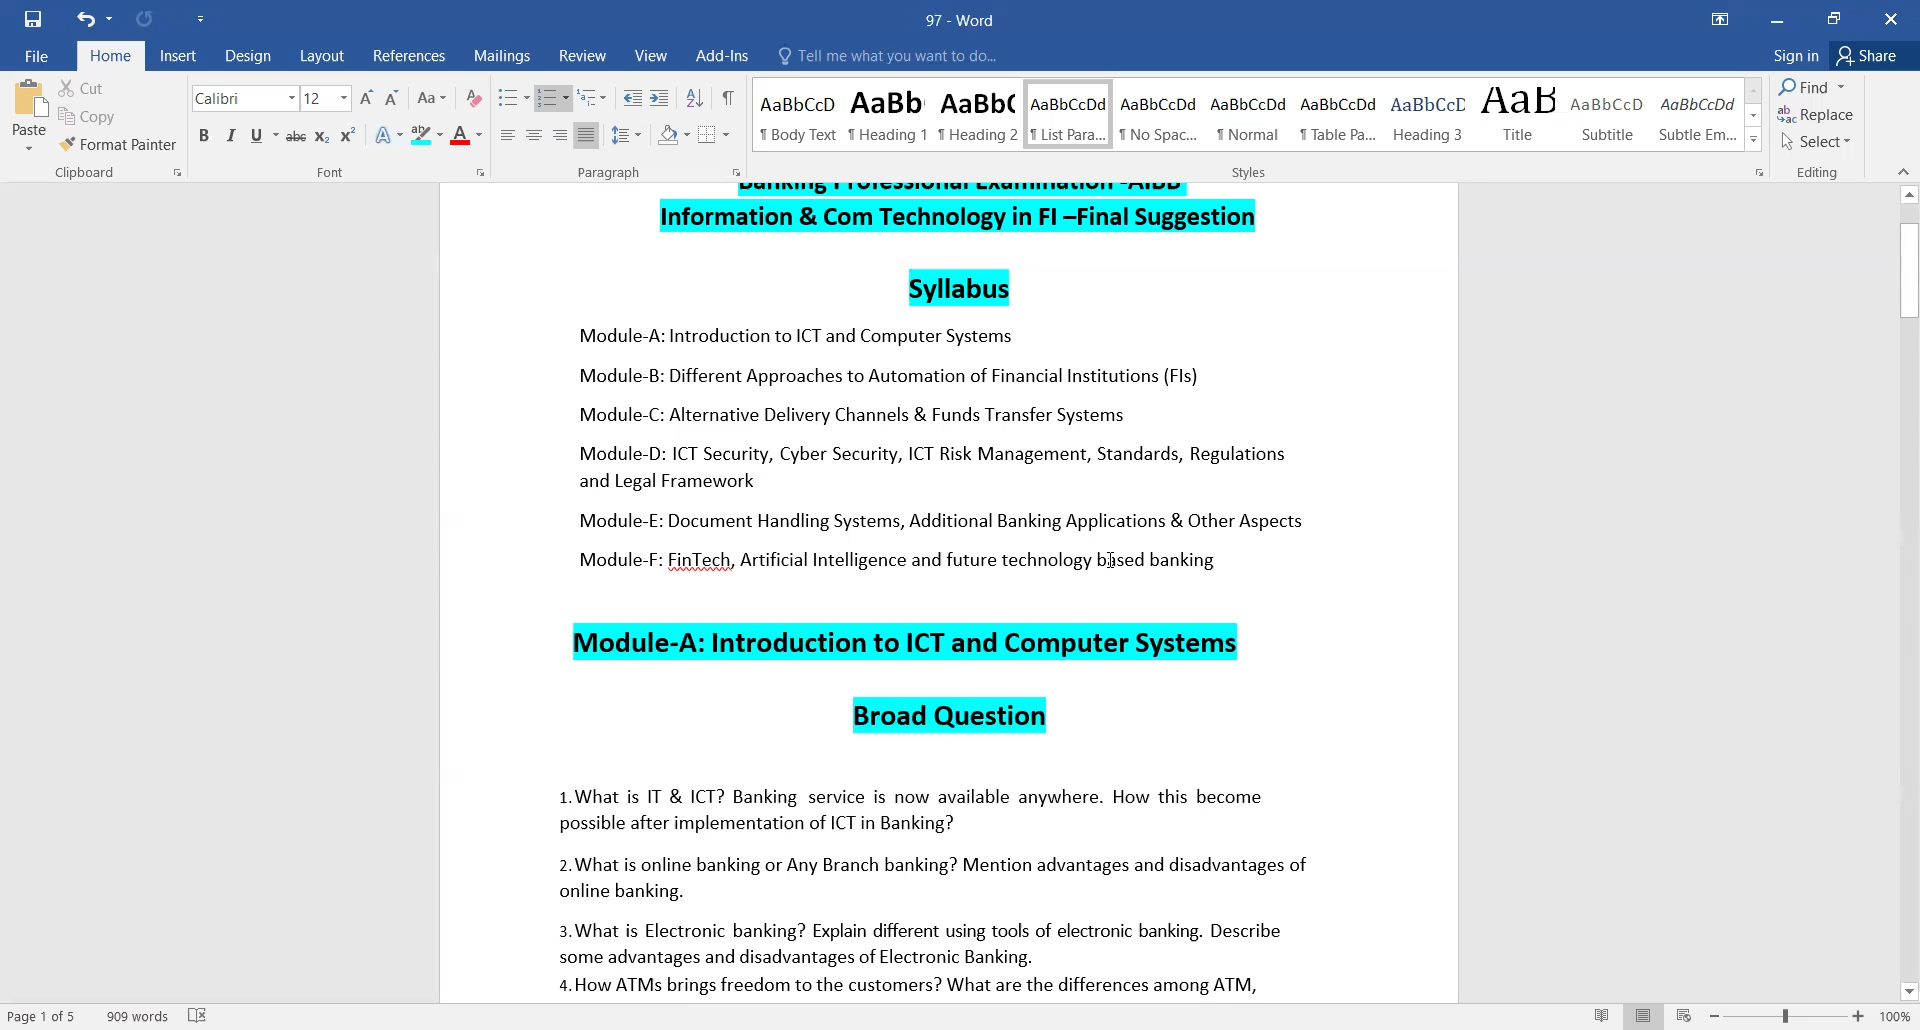 97 - Word
File Home Insert Design Layout References Mailings Review View Add-Ins Tell me what you want to do... Sign in Share
Paste Cut Copy Format Painter Clipboard
Calibri 12 Aa B I U abc X₂ X² A ab A Font
Paragraph
AaBbCcD ¶ Body Text
AaBb ¶ Heading 1
AaBbC ¶ Heading 2
AaBbCcDd ¶ List Para...
AaBbCcDd ¶ No Spac...
AaBbCcDd ¶ Normal
AaBbCcDd ¶ Table Pa...
AaBbCcC Heading 3
AaB Title
AaBbCcD Subtitle
AaBbCcDd Subtle Em...
Styles
Find Replace Select Editing
Banking Professional Examination -AIBB
Information & Com Technology in FI –Final Suggestion
Syllabus
Module-A: Introduction to ICT and Computer Systems
Module-B: Different Approaches to Automation of Financial Institutions (FIs)
Module-C: Alternative Delivery Channels & Funds Transfer Systems
Module-D: ICT Security, Cyber Security, ICT Risk Management, Standards, Regulations
and Legal Framework
Module-E: Document Handling Systems, Additional Banking Applications & Other Aspects
Module-F: FinTech, Artificial Intelligence and future technology based banking
Module-A: Introduction to ICT and Computer Systems
Broad Question
1.What is IT & ICT? Banking service is now available anywhere. How this become
possible after implementation of ICT in Banking?
2.What is online banking or Any Branch banking? Mention advantages and disadvantages of
online banking.
3.What is Electronic banking? Explain different using tools of electronic banking. Describe
some advantages and disadvantages of Electronic Banking.
4.How ATMs brings freedom to the customers? What are the differences among ATM,
Page 1 of 5 909 words 100%